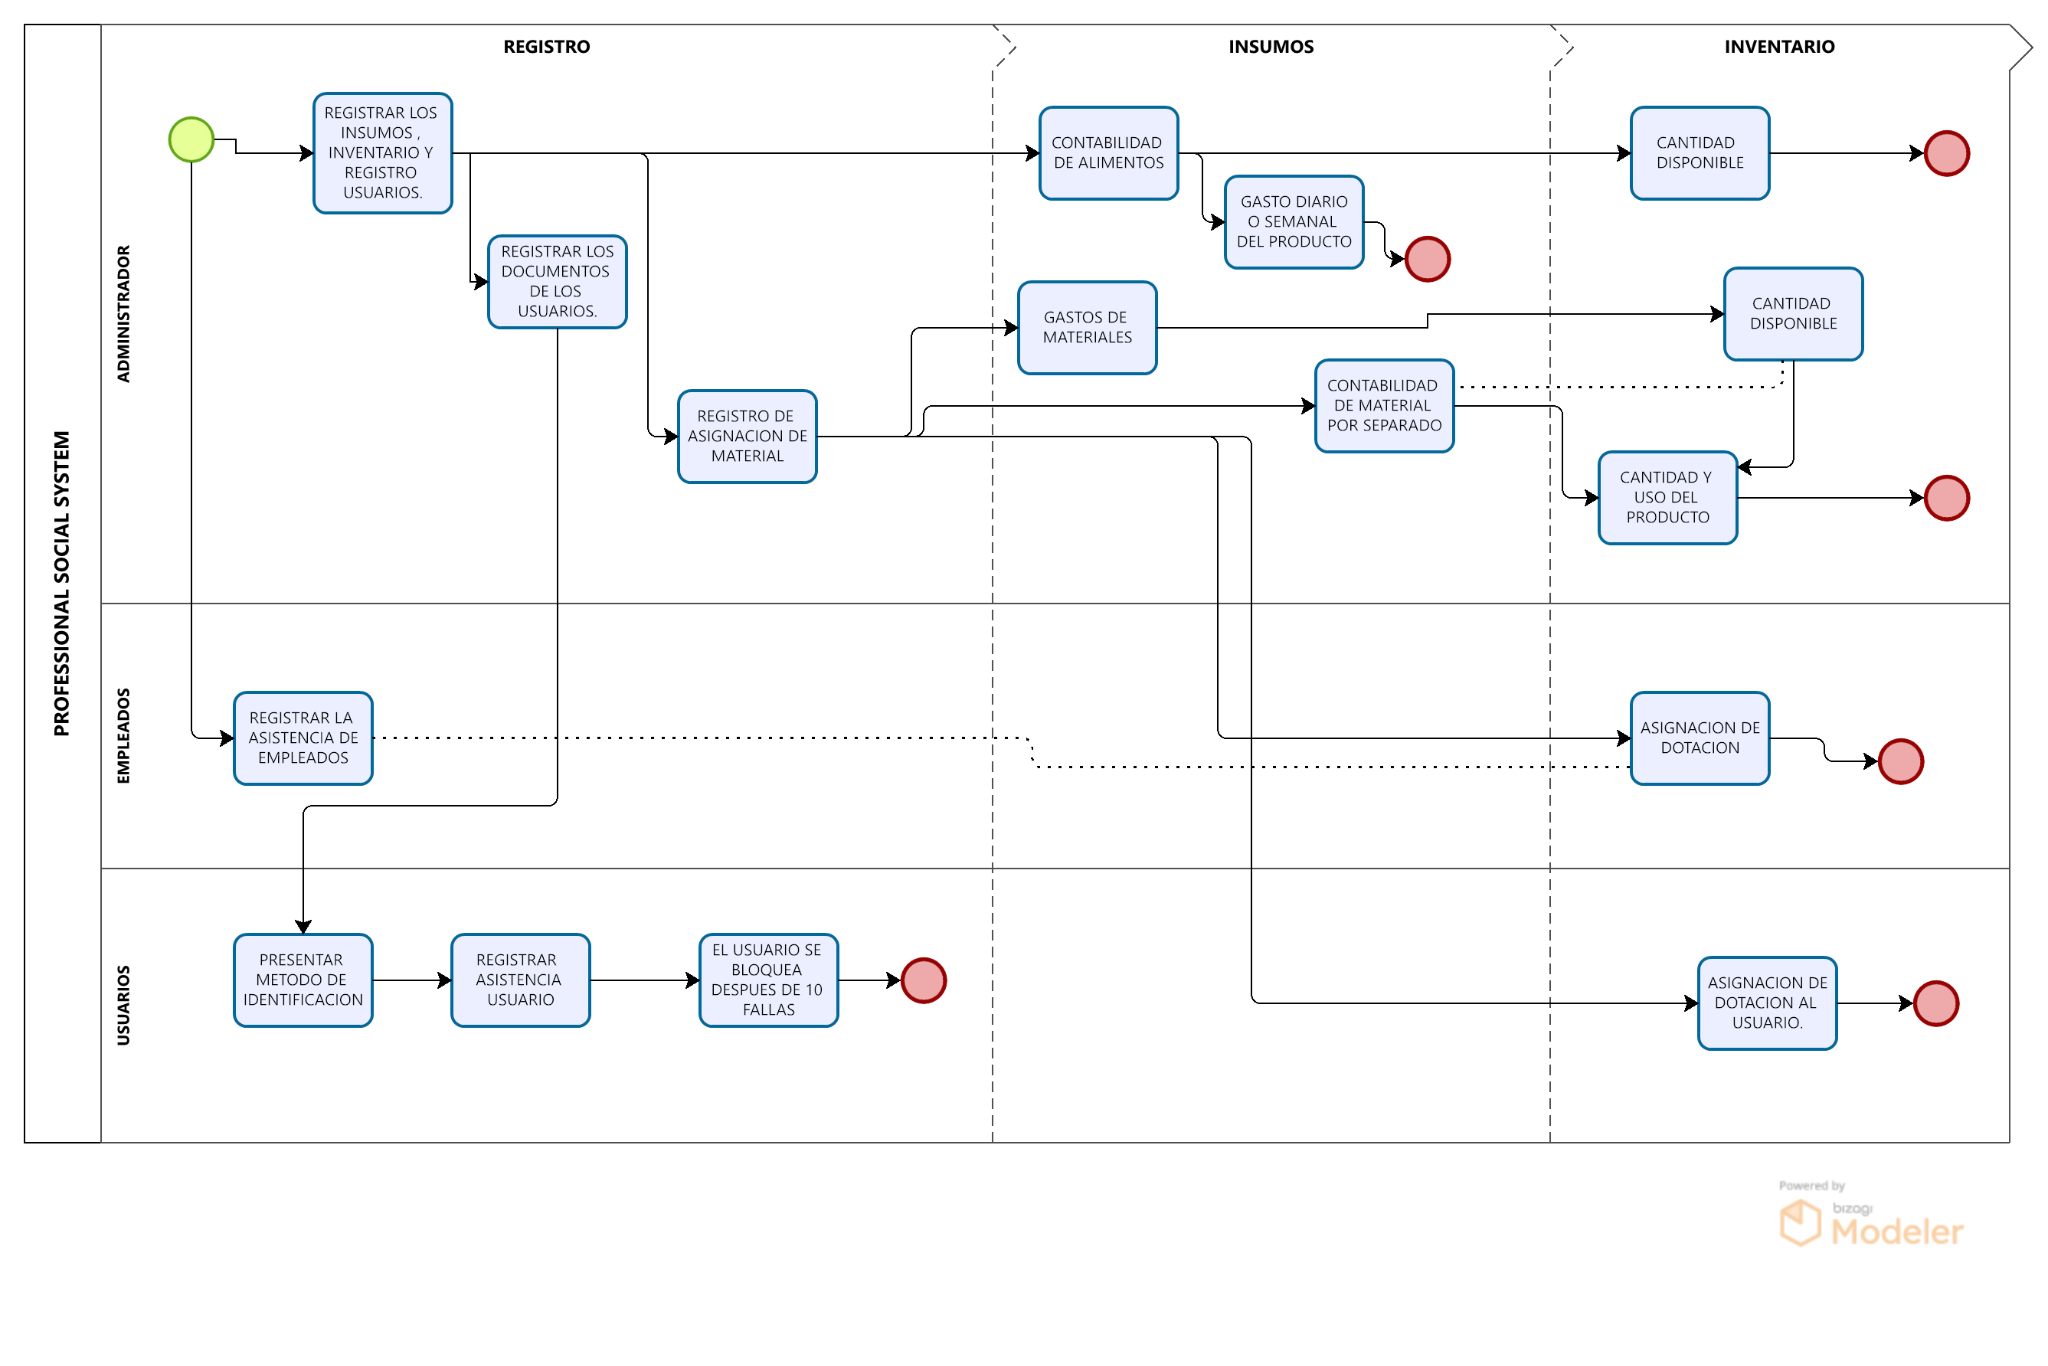 PROFESSIONAL SOCIAL SYSTEM
REGISTRO
INSUMOS
INVENTARIO
ADMINISTRADOR
REGISTRAR LOS
INSUMOS ,
INVENTARIO Y
REGISTRO
USUARIOS.
CONTABILIDAD
DE ALIMENTOS
CANTIDAD
DISPONIBLE
GASTO DIARIO
O SEMANAL
DEL PRODUCTO
REGISTRAR LOS
DOCUMENTOS
DE LOS
USUARIOS.
GASTOS DE
MATERIALES
CANTIDAD
DISPONIBLE
REGISTRO DE
ASIGNACION DE
MATERIAL
CONTABILIDAD
DE MATERIAL
POR SEPARADO
CANTIDAD Y
USO DEL
PRODUCTO
EMPLEADOS
REGISTRAR LA
ASISTENCIA DE
EMPLEADOS
ASIGNACION DE
DOTACION
USUARIOS
PRESENTAR
METODO DE
IDENTIFICACION
REGISTRAR
ASISTENCIA
USUARIO
EL USUARIO SE
BLOQUEA
DESPUES DE 10
FALLAS
ASIGNACION DE
DOTACION AL
USUARIO.
Powered by
bizagi
Modeler